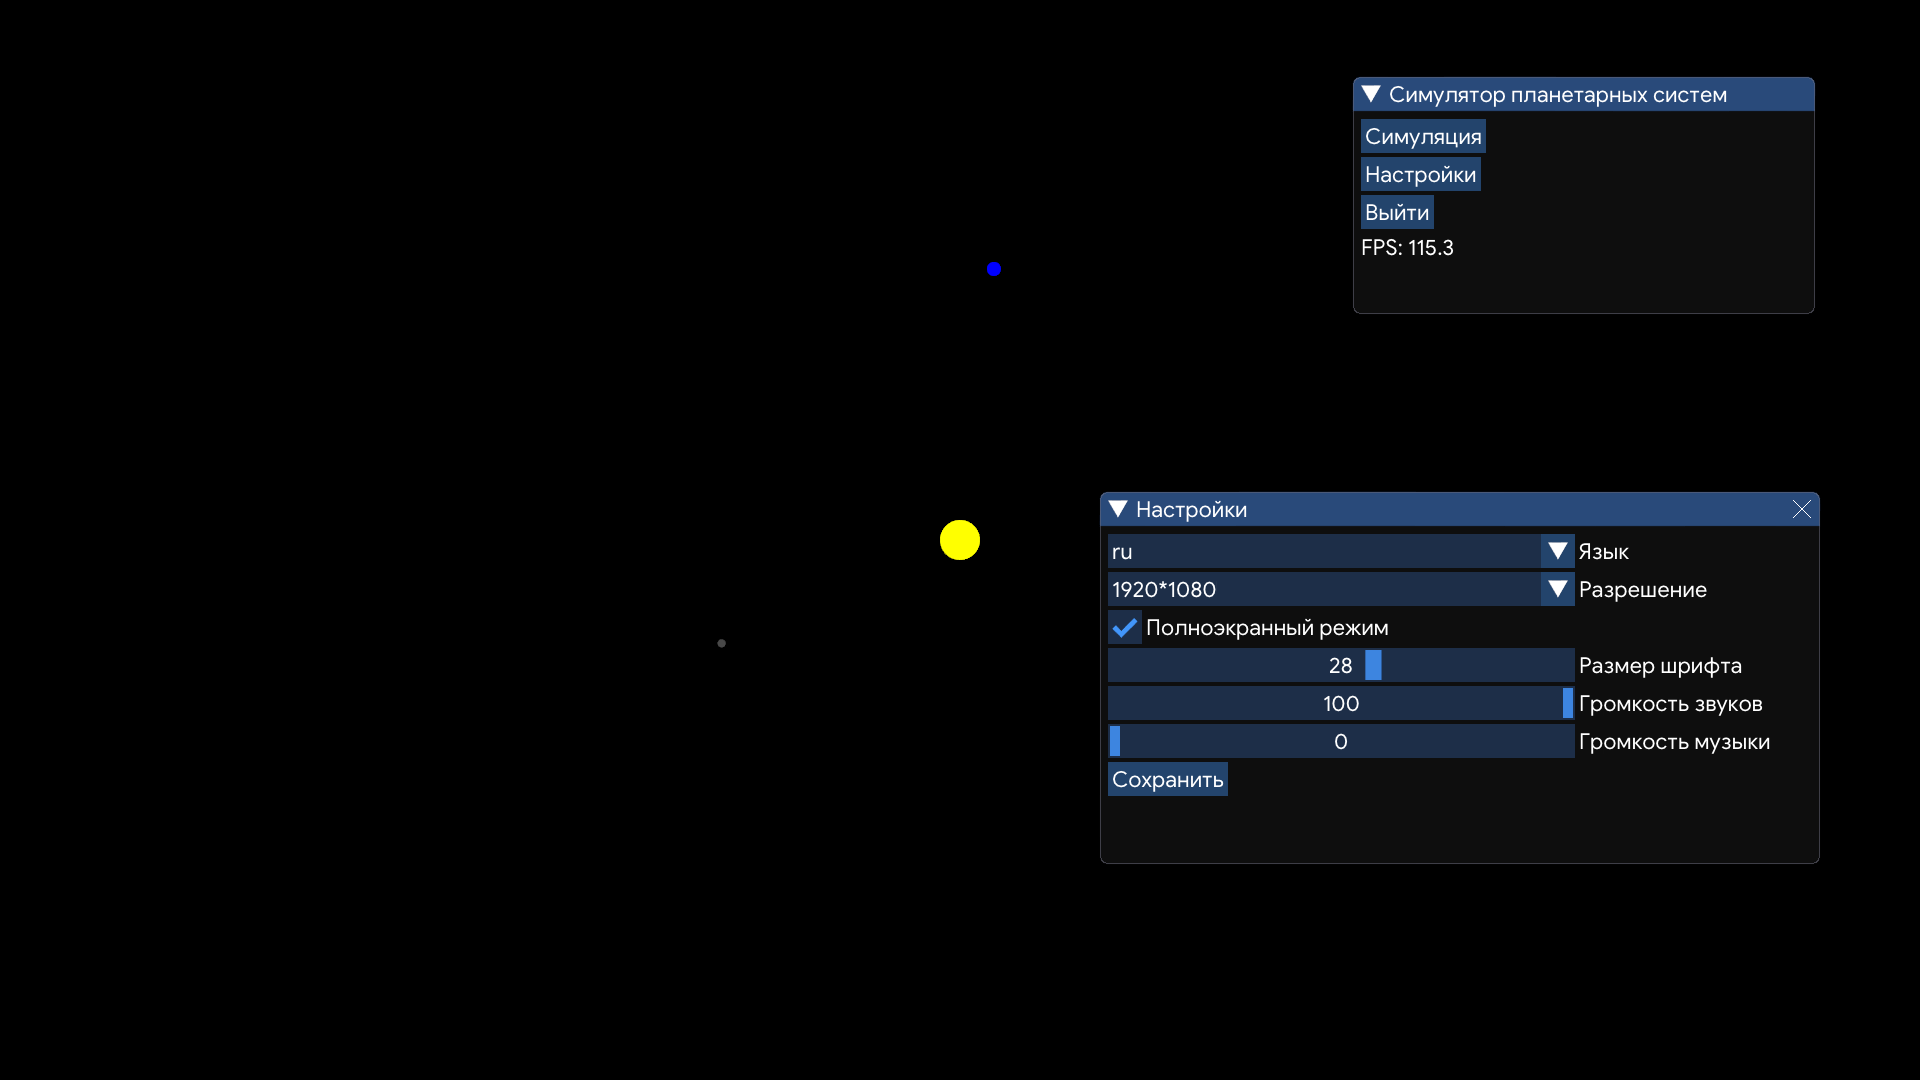 Симулятор планетарных систем
Симуляция
Настройки
Выйти
FPS: 115.3
Настройки
ru Язык
1920*1080 Разрешение
Полноэкранный режим
28 Размер шрифта
100 Громкость звуков
0 Громкость музыки
Сохранить